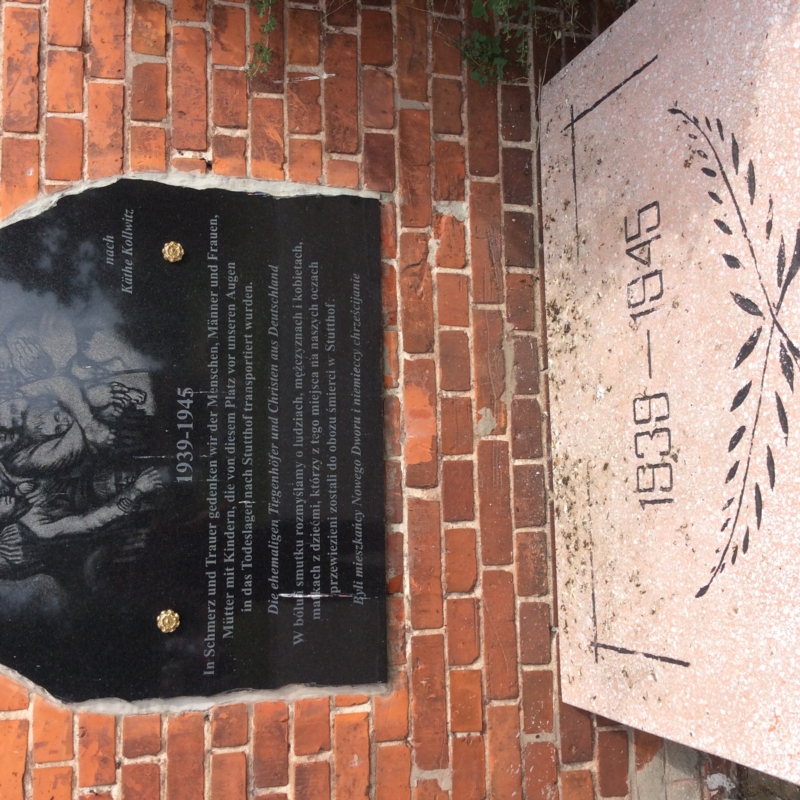 nach
Käthe Kollwitz
1939-1945
In Schmerz und Trauer gedenken wir der Menschen, Männer und Frauen,
Mütter mit Kindern, die von diesem Platz vor unseren Augen
in das Todeslager nach Stutthof transportiert wurden.
Die ehemaligen Tiegenhöfer und Christen aus Deutschland
W bólu i smutku rozmyślamy o ludziach, mężczyznach i kobietach,
matkach z dziećmi, którzy z tego miejsca na naszych oczach
przewiezieni zostali do obozu śmierci w Stutthof.
Byli mieszkańcy Nowego Dworu i niemieccy chrześcijanie
1939—1945